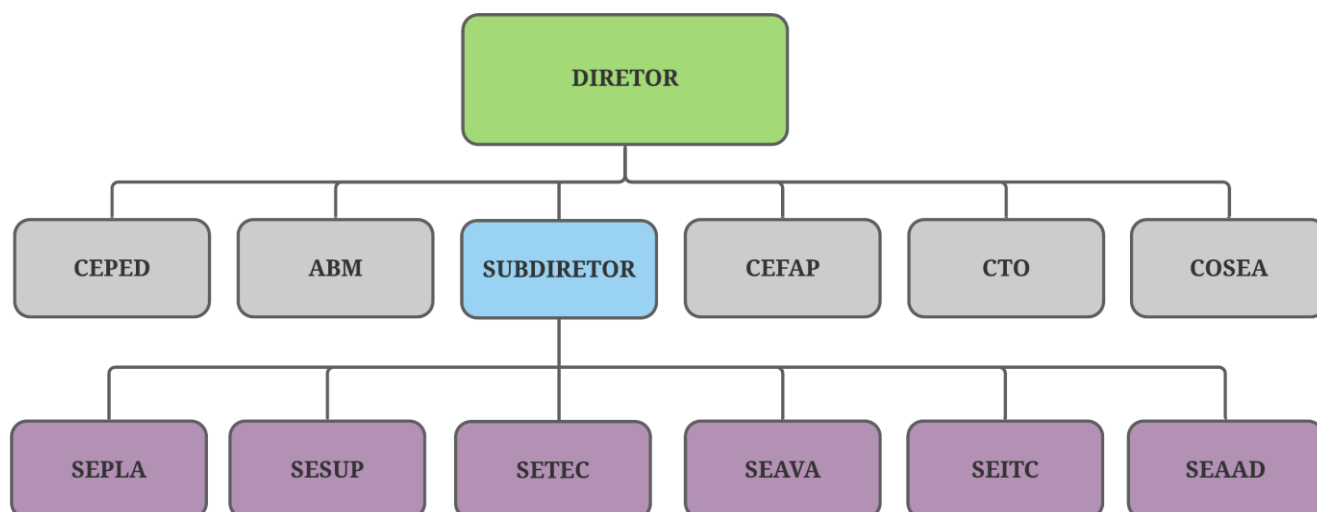 DIRETOR
CEPED
ABM
SUBDIRETOR
CEFAP
CTO
COSEA
SEPLA
SESUP
SETEC
SEAVA
SEITC
SEAAD